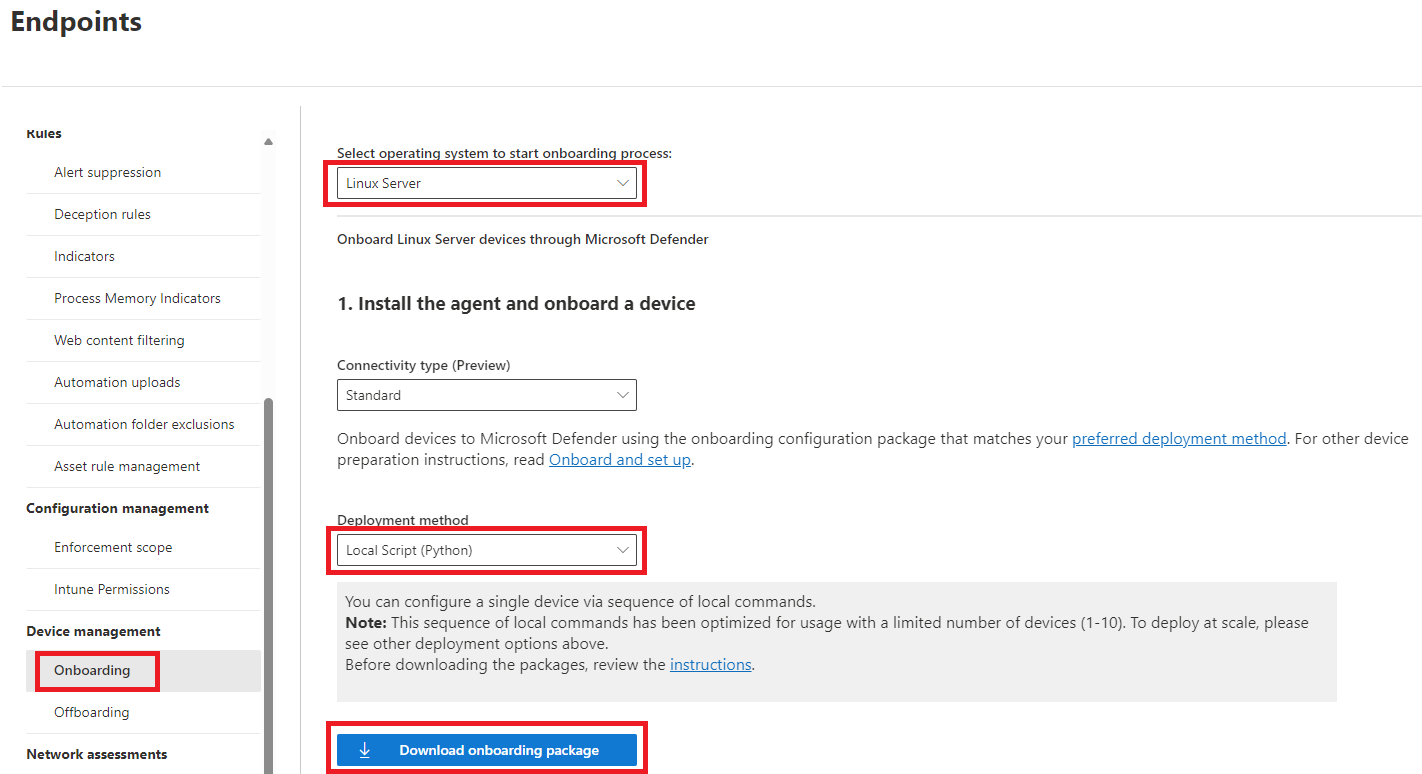 Endpoints
Rules
Alert suppression
Deception rules
Indicators
Process Memory Indicators
Web content filtering
Automation uploads
Automation folder exclusions
Asset rule management
Configuration management
Enforcement scope
Intune Permissions
Device management
Onboarding
Offboarding
Network assessments
Select operating system to start onboarding process:
Linux Server
Onboard Linux Server devices through Microsoft Defender
1. Install the agent and onboard a device
Connectivity type (Preview)
Standard
Onboard devices to Microsoft Defender using the onboarding configuration package that matches your preferred deployment method. For other device
preparation instructions, read Onboard and set up.
Deployment method
Local Script (Python)
You can configure a single device via sequence of local commands.
Note: This sequence of local commands has been optimized for usage with a limited number of devices (1-10). To deploy at scale, please
see other deployment options above.
Before downloading the packages, review the instructions.
Download onboarding package